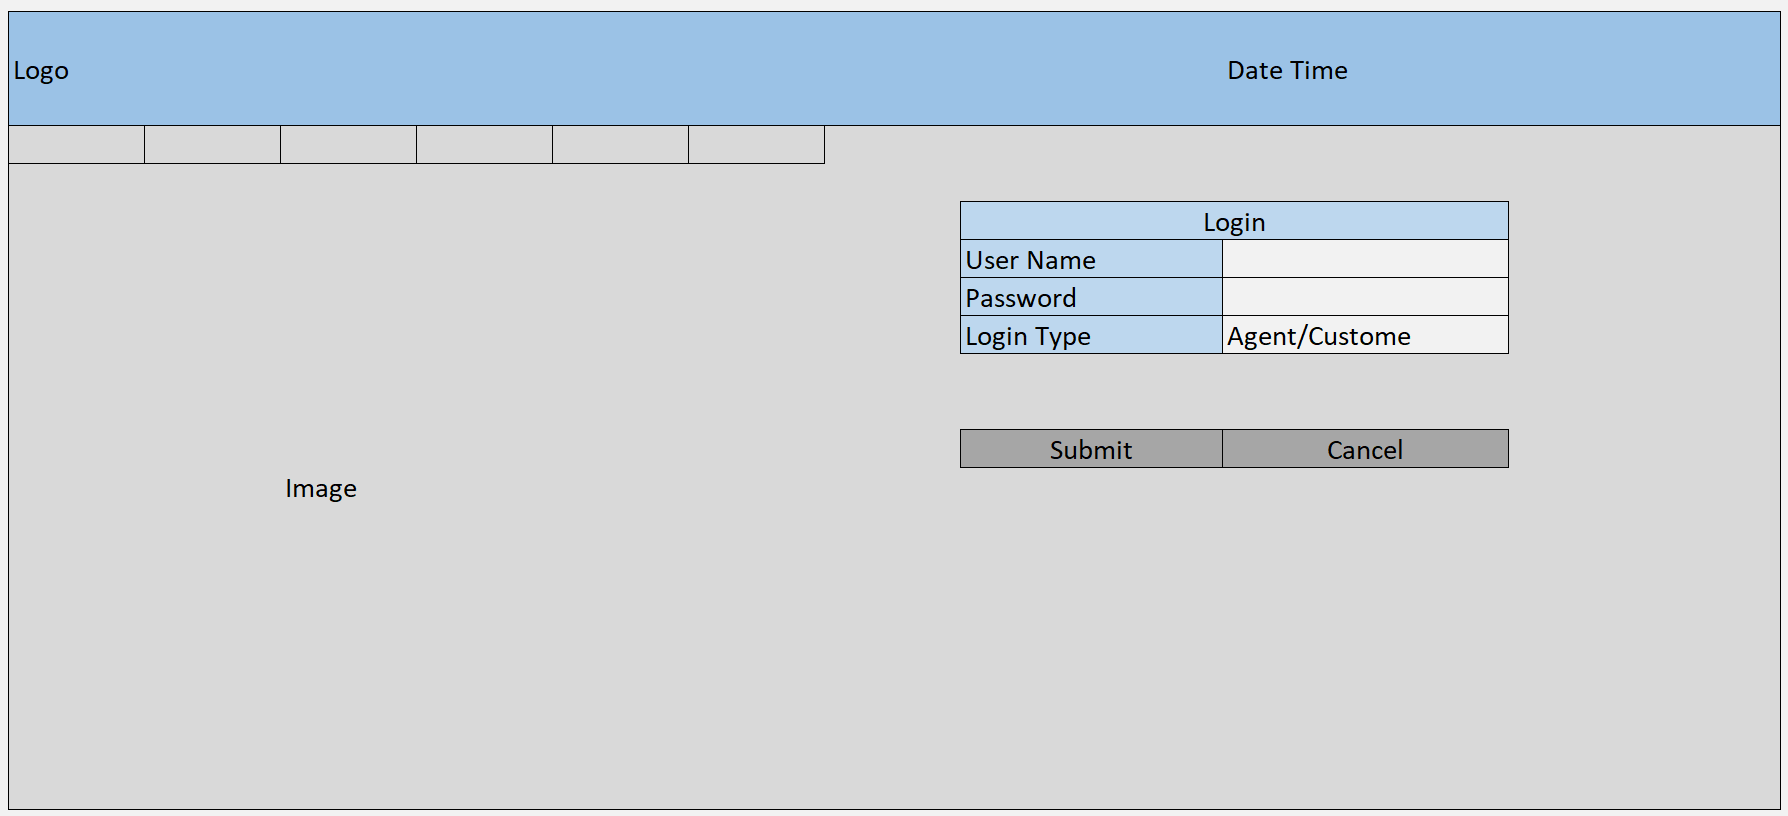 Logo
Date Time
Login
User Name
Password
Login Type
Agent/Custome
Submit
Cancel
Image